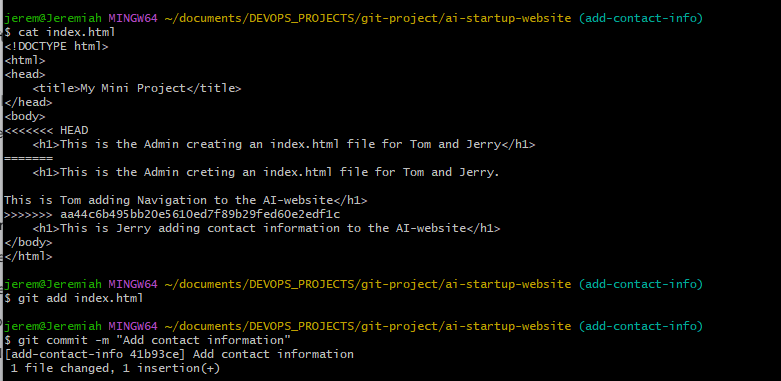 jerem@Jeremiah MINGW64 ~/documents/DEVOPS_PROJECTS/git-project/ai-startup-website (add-contact-info)
$ cat index.html
<!DOCTYPE html>
<html>
<head>
    <title>My Mini Project</title>
</head>
<body>
<<<<<<< HEAD
    <h1>This is the Admin creating an index.html file for Tom and Jerry</h1>
=======
    <h1>This is the Admin creting an index.html file for Tom and Jerry.

This is Tom adding Navigation to the AI-website</h1>
>>>>>>> aa44c6b495bb20e5610ed7f89b29fed60e2edf1c
    <h1>This is Jerry adding contact information to the AI-website</h1>
</body>
</html>

jerem@Jeremiah MINGW64 ~/documents/DEVOPS_PROJECTS/git-project/ai-startup-website (add-contact-info)
$ git add index.html

jerem@Jeremiah MINGW64 ~/documents/DEVOPS_PROJECTS/git-project/ai-startup-website (add-contact-info)
$ git commit -m "Add contact information"
[add-contact-info 41b93ce] Add contact information
 1 file changed, 1 insertion(+)